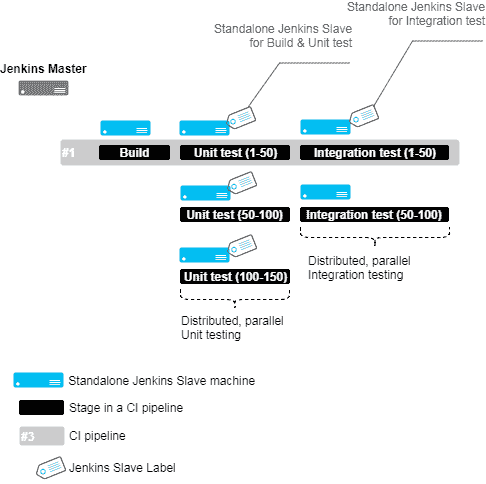 Standalone Jenkins Slave
for Integration test
Standalone Jenkins Slave
for Build & Unit test
Jenkins Master
#1
Build
Unit test (1-50)
Integration test (1-50)
Unit test (50-100)
Integration test (50-100)
Unit test (100-150)
Distributed, parallel
Integration testing
Distributed, parallel
Unit testing
Standalone Jenkins Slave machine
Stage in a CI pipeline
#3
CI pipeline
Jenkins Slave Label